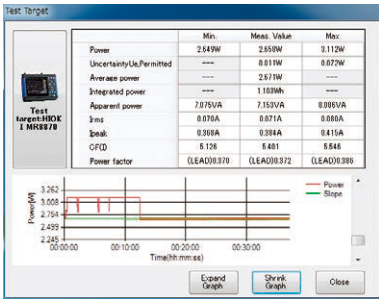 Test Target
Min. Meas. Value Max.
Power 2.649W 2.658W 3.112W
Uncertainty Ue,Permitted --- 0.011W 0.072W
Average power --- 2.671W ---
Integrated power --- 1.103Wh ---
Apparent power 7.075VA 7.153VA 8.085VA
Irms 0.070A 0.071A 0.080A
Ipeak 0.368A 0.384A 0.415A
CF(I) 5.126 5.401 5.546
Power factor (LEAD)0.370 (LEAD)0.372 (LEAD)0.386
Test
target:HIOK
I MR8870
Power[W]
3.262
3.008
2.754
2.499
2.245
00:00:00 00:10:00 00:20:00 00:30:00
Time(hh:mm:ss)
Power
Slope
Expand Graph
Shrink Graph
Close